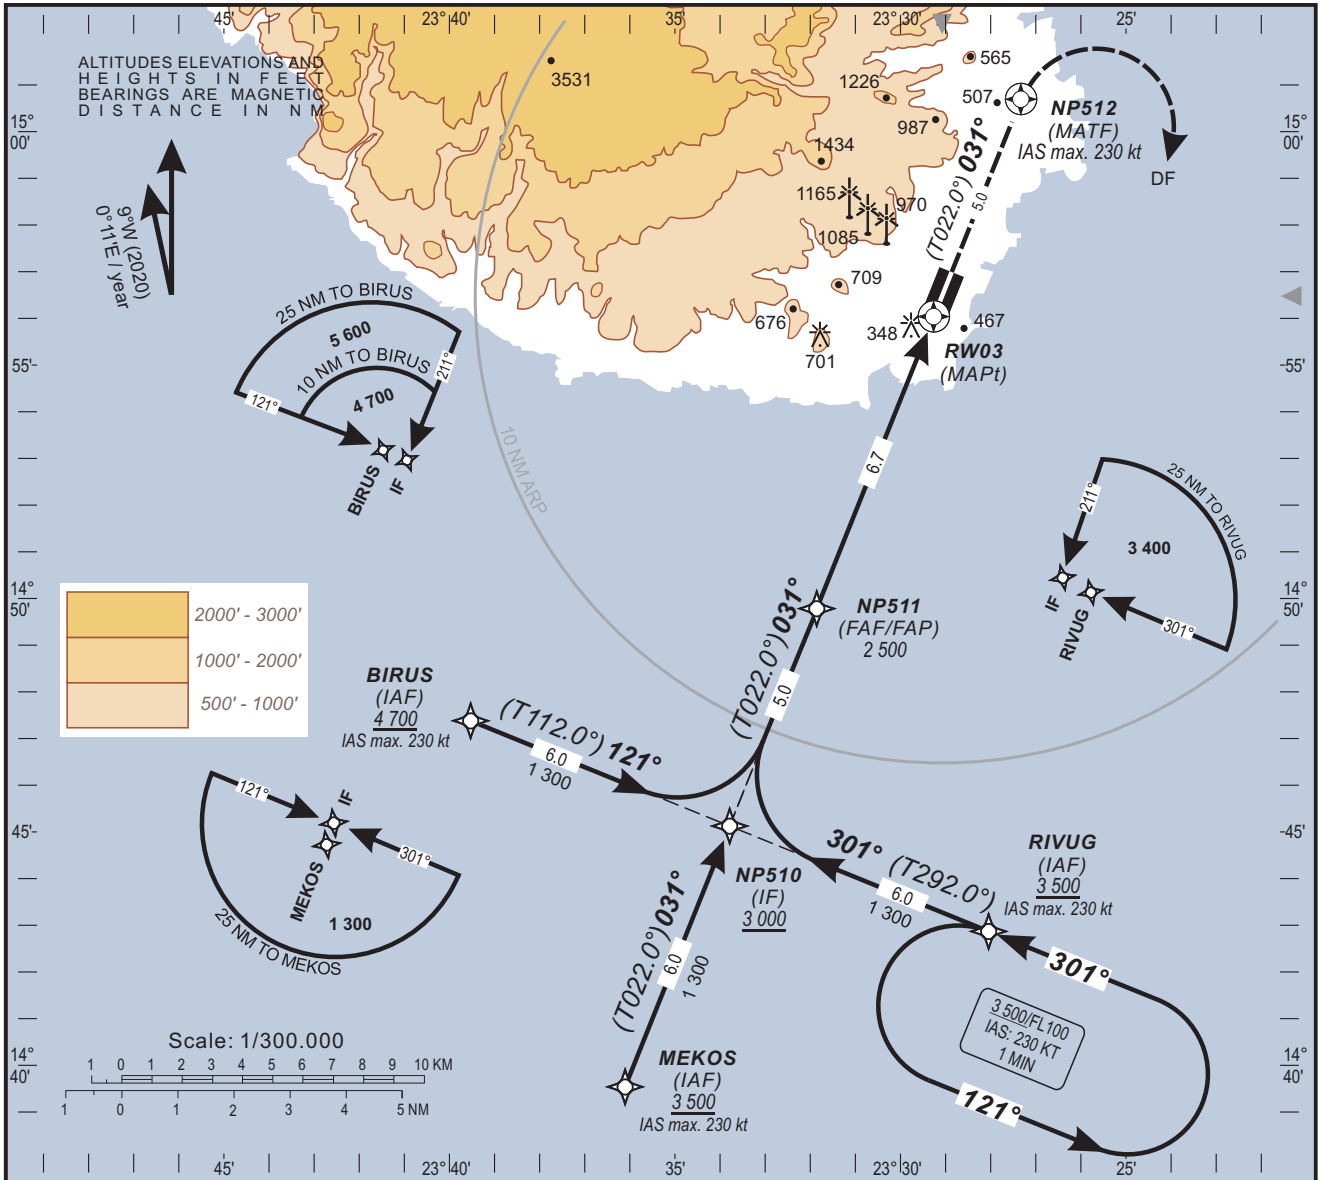 45'
23°40'
35'
23°30'
25'
ALTITUDES ELEVATIONS AND
HEIGHTS IN FEET
BEARINGS ARE MAGNETIC
DISTANCE IN NM
3531
565
1226
507
987
NP512
(MATF)
IAS max. 230 kt
DF
15°
00'
15°
00'
1434
1165
970
1085
(T022.0°) 031°
5.0
9°W (2020)
0°11'E / year
709
676
701
348
467
RW03
(MAPt)
25 NM TO BIRUS
5 600
10 NM TO BIRUS
4 700
121°
211°
BIRUS
IF
55'
55'
10 NM ARP
6.7
25 NM TO RIVUG
211°
3 400
301°
IF
RIVUG
14°
50'
14°
50'
2000' - 3000'
1000' - 2000'
500' - 1000'
NP511
(FAF/FAP)
2 500
(T022.0°) 031°
5.0
BIRUS
(IAF)
4 700
IAS max. 230 kt
(T112.0°) 121°
6.0
1 300
45'
45'
121°
IF
301°
MEKOS
1 300
25 NM TO MEKOS
NP510
(IF)
3 000
301° (T292.0°)
6.0
1 300
RIVUG
(IAF)
3 500
IAS max. 230 kt
(T022.0°) 031°
6.0
1 300
301°
3 500/FL100
IAS: 230 KT
1 MIN
121°
MEKOS
(IAF)
3 500
IAS max. 230 kt
Scale: 1/300.000
1 0 1 2 3 4 5 6 7 8 9 10 KM
1 0 1 2 3 4 5 NM
14°
40'
14°
40'
45'
23°40'
35'
23°30'
25'